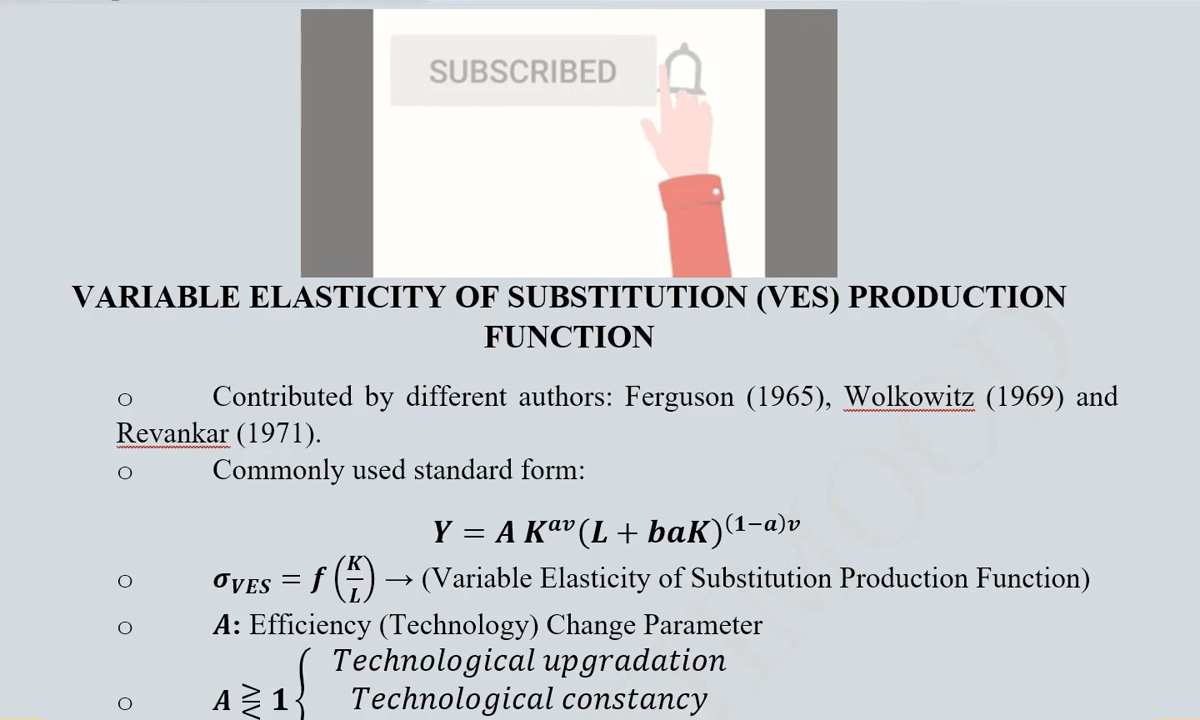 SUBSCRIBED
VARIABLE ELASTICITY OF SUBSTITUTION (VES) PRODUCTION
FUNCTION
○ Contributed by different authors: Ferguson (1965), Wolkowitz (1969) and
Revankar (1971).
○ Commonly used standard form:
Y = A K^{av}(L + baK)^{(1−a)v}
○ σ_{VES} = f (K/L) → (Variable Elasticity of Substitution Production Function)
○ A: Efficiency (Technology) Change Parameter
Technological upgradation
○ A ⪌ 1 { Technological constancy